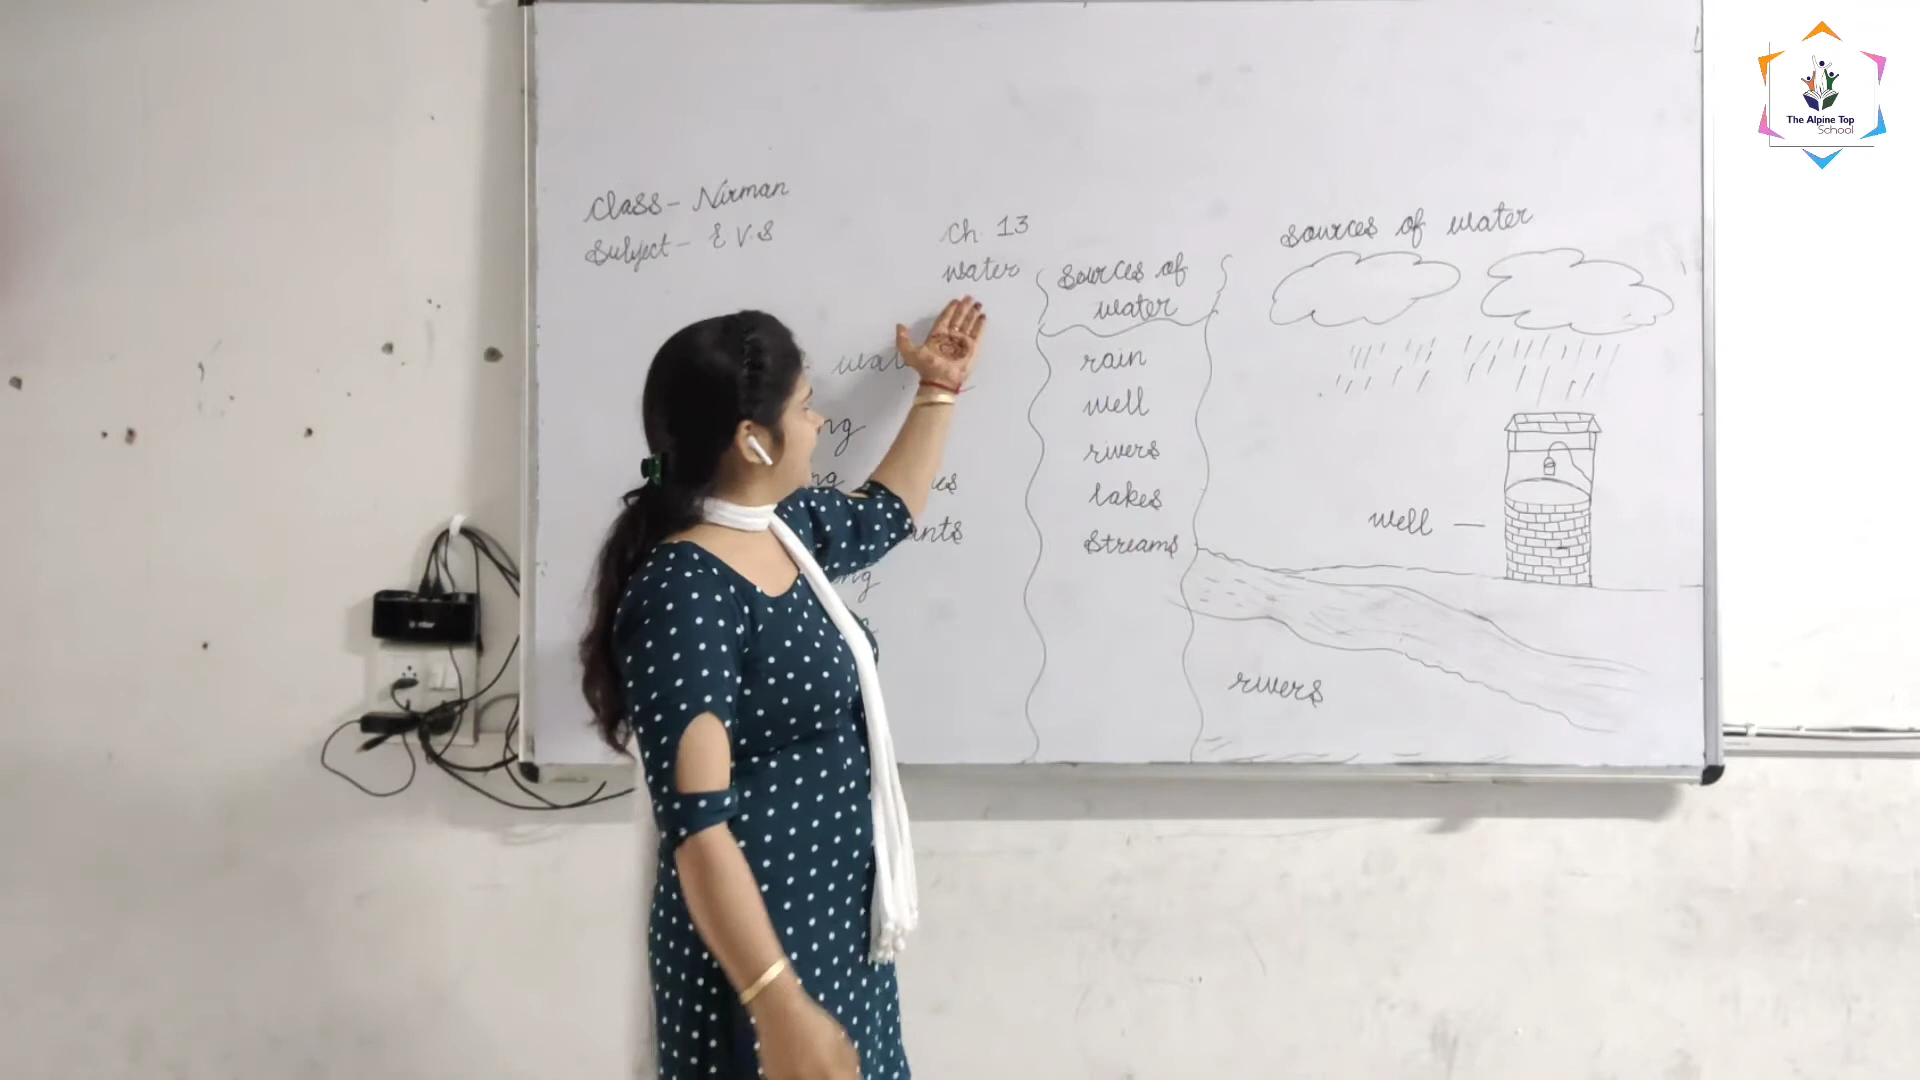 Class - Nirman
Subject - E.V.S
Ch. 13
water
sources of
water
rain
well
rivers
lakes
streams
sources of water
well
rivers
The Alpine Top
School